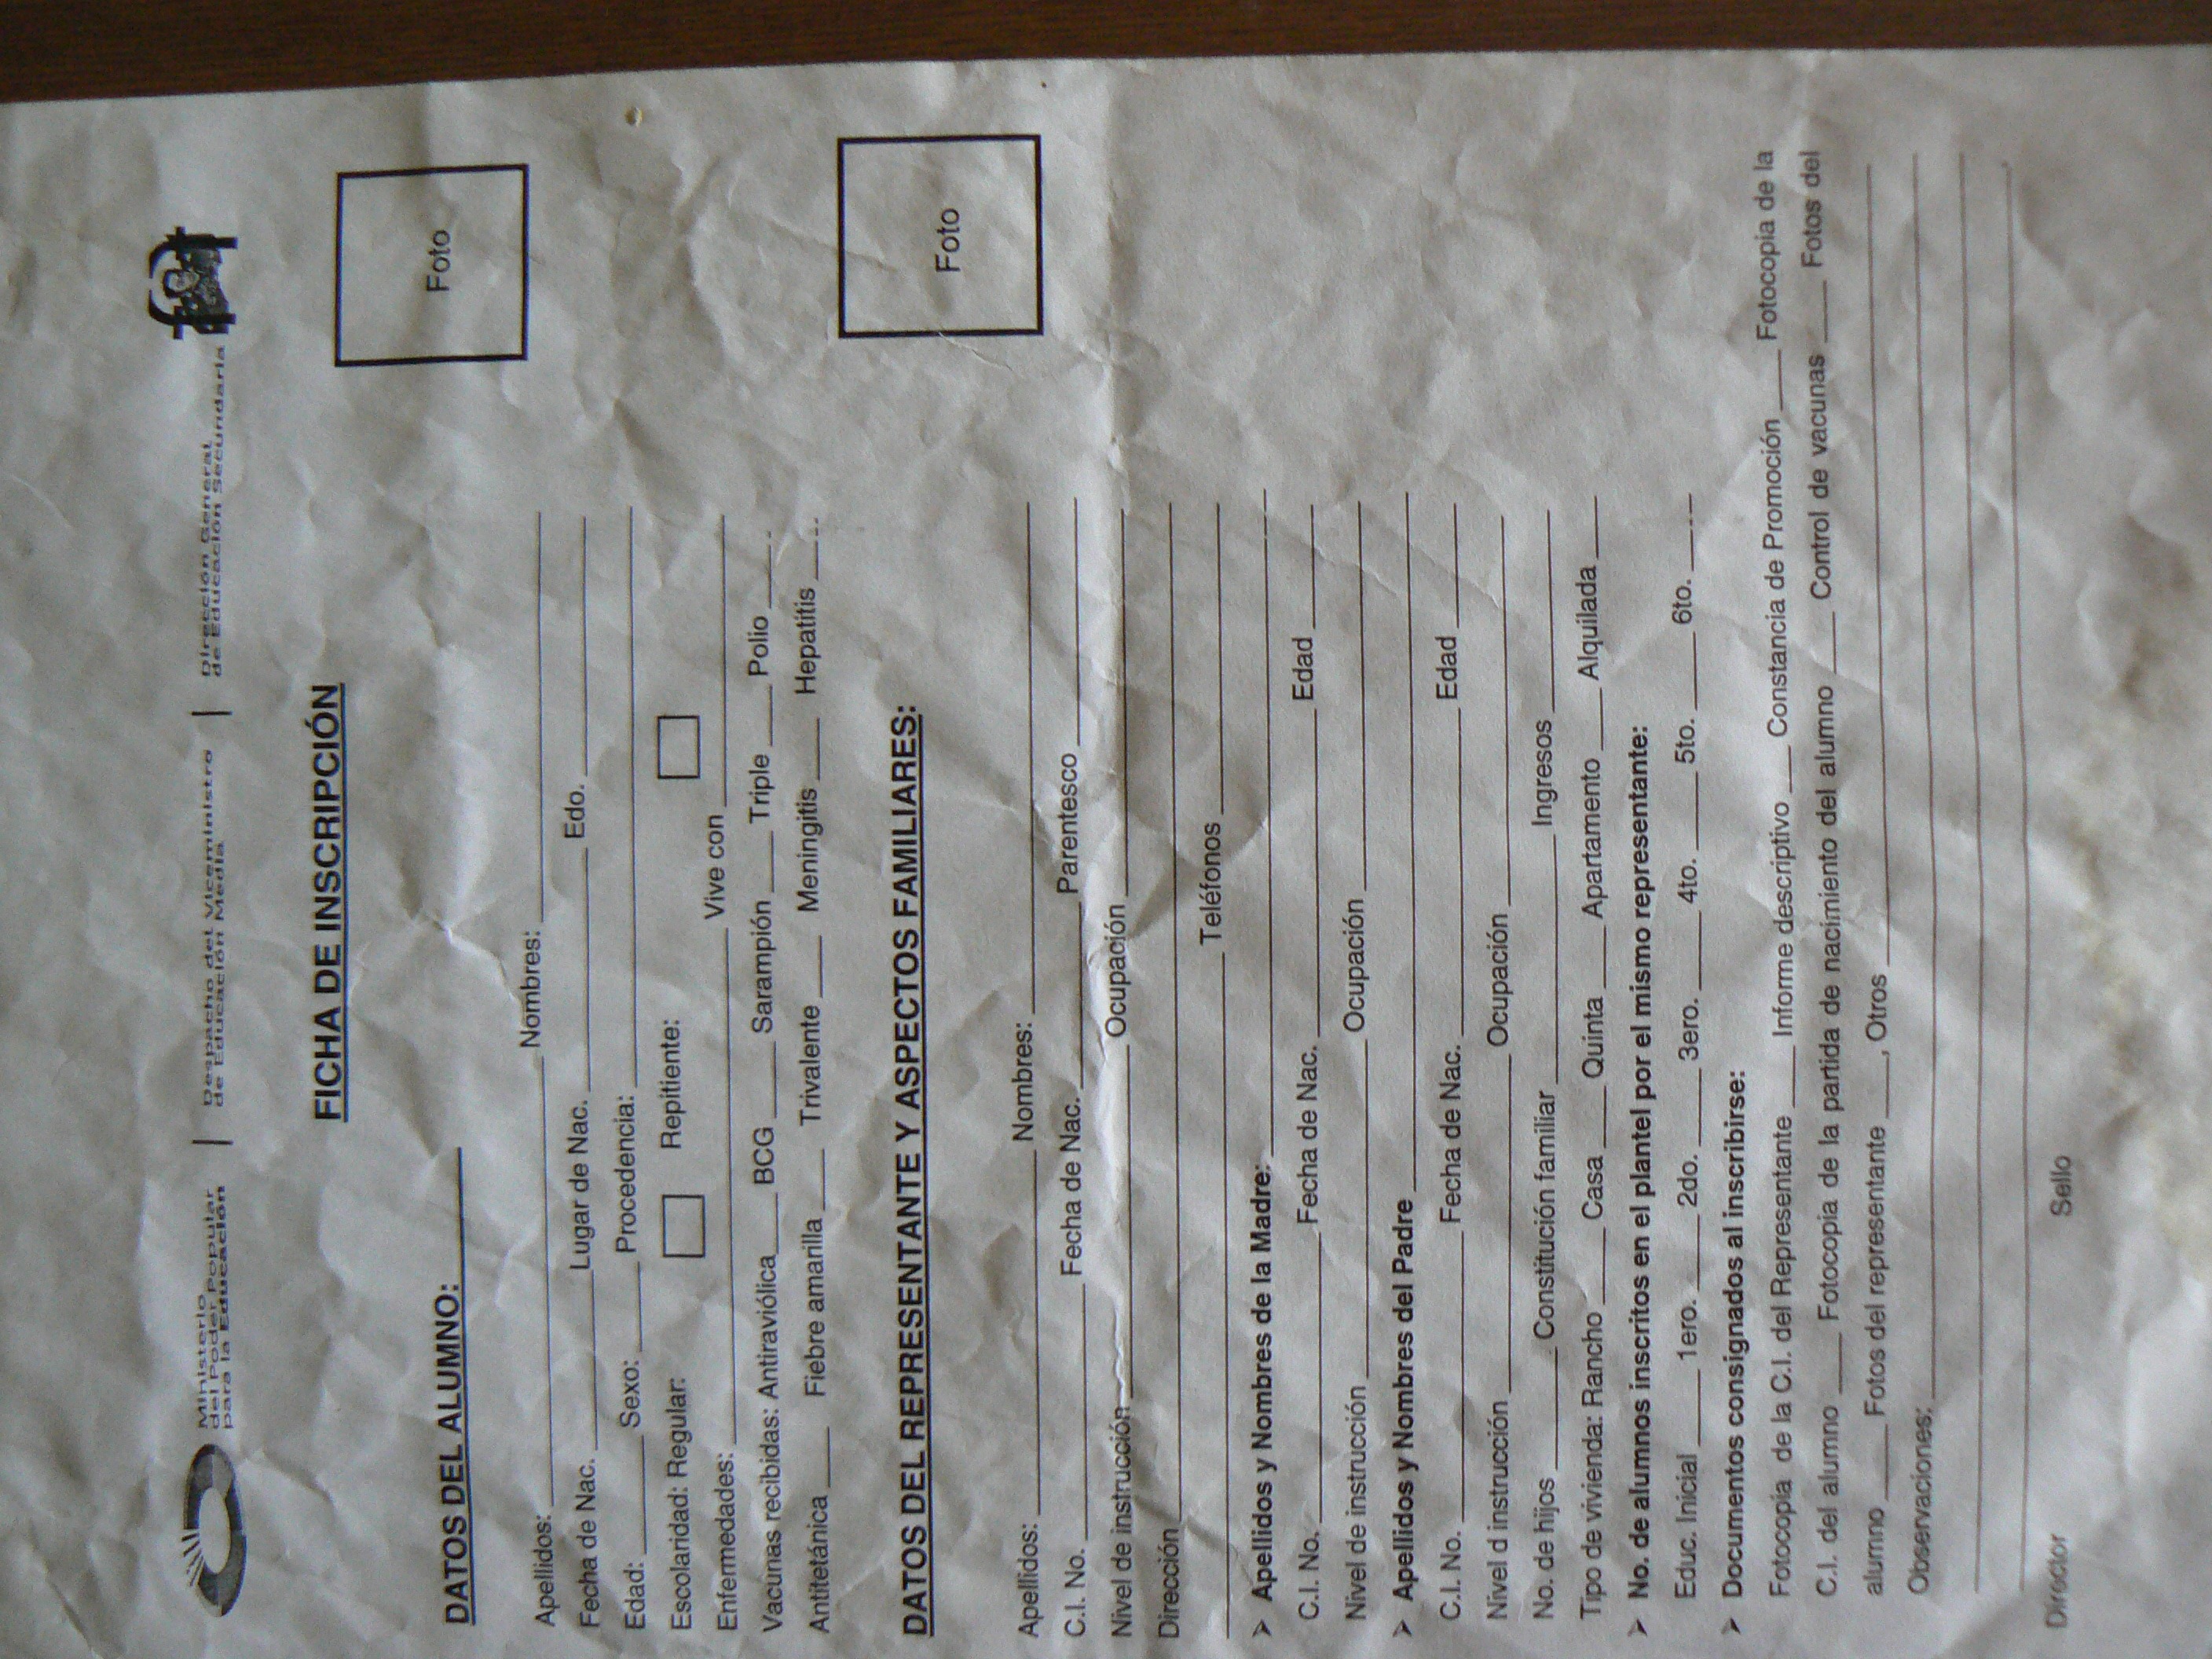 Ministerio
del Poder Popular
para la Educación
Despacho del Viceministro
de Educación Media
Dirección General
de Educación Secundaria
FICHA DE INSCRIPCIÓN
Foto
DATOS DEL ALUMNO:
Apellidos: Nombres:
Fecha de Nac. Lugar de Nac. Edo.
Edad: Sexo: Procedencia:
Escolaridad: Regular: Repitiente:
Enfermedades: Vive con
Vacumas recibidas: Antiraviólica BCG Sarampión Triple Polio
Antitetánica Fiebre amarilla Trivalente Meningitis Hepatitis
Foto
DATOS DEL REPRESENTANTE Y ASPECTOS FAMILIARES:
Apellidos: Nombres:
C.I. No. Fecha de Nac. Parentesco
Nivel de instrucción Ocupación
Dirección
Teléfonos
➢ Apellidos y Nombres de la Madre:
C.I. No. Fecha de Nac. Edad
Nivel de instrucción Ocupación
➢ Apellidos y Nombres del Padre
C.I. No. Fecha de Nac. Edad
Nivel d instrucción Ocupación
No. de hijos Constitución familiar Ingresos
Tipo de vivienda: Rancho Casa Quinta Apartamento Alquilada
➢ No. de alumnos inscritos en el plantel por el mismo representante:
Educ. Inicial 1ero. 2do. 3ero. 4to. 5to. 6to.
➢ Documentos consignados al inscribirse:
Fotocopia de la C.I. del Representante Informe descriptivo Constancia de Promoción Fotocopia de la
C.I. del alumno Fotocopia de la partida de nacimiento del alumno Control de vacunas Fotos del
alumno Fotos del representante , Otros
Observaciones:
Director Sello